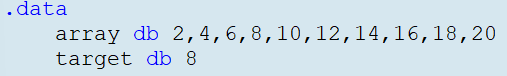 .data
    array db 2,4,6,8,10,12,14,16,18,20
    target db 8